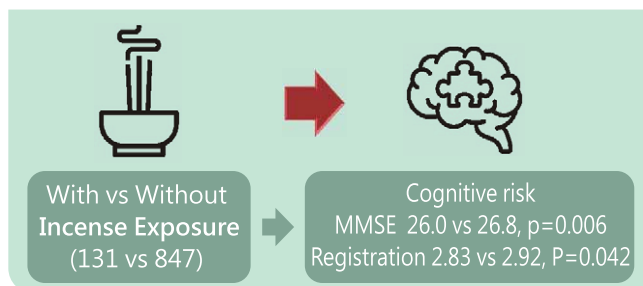 With vs Without
Incense Exposure
(131 vs 847)
Cognitive risk
MMSE 26.0 vs 26.8, p=0.006
Registration 2.83 vs 2.92, P=0.042